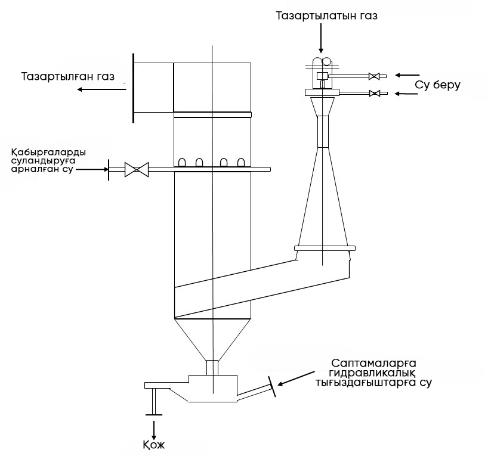 Тазартылатын газ
Тазартылған газ
Су беру
Қабырғаларды
суландыруға
арналған су
Саптамаларға
гидравликалық
тығыздағыштарға су
Қож